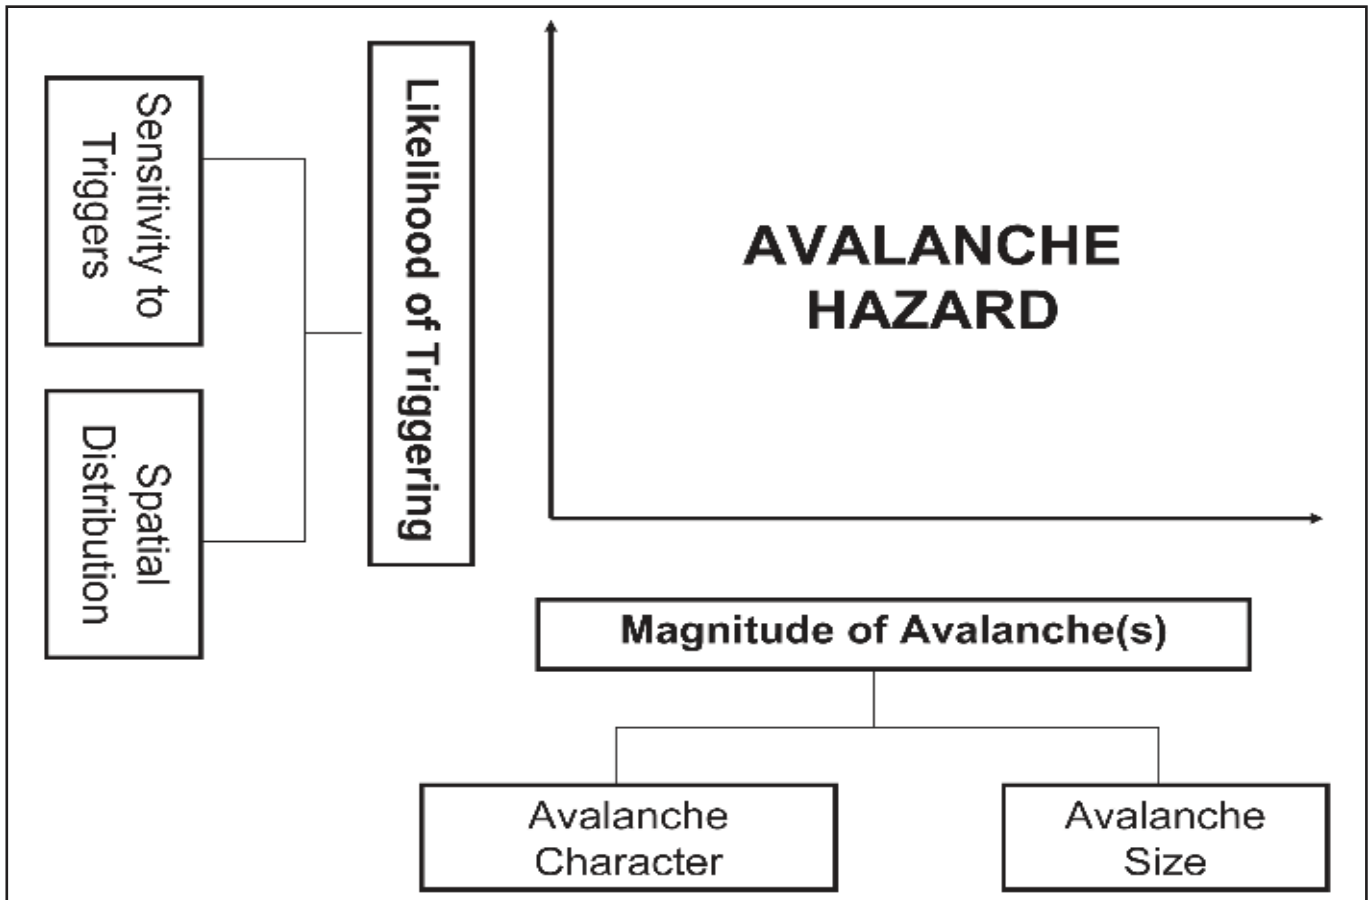 Sensitivity to
Triggers
Spatial
Distribution
Likelihood of Triggering
AVALANCHE
HAZARD
Magnitude of Avalanche(s)
Avalanche
Character
Avalanche
Size